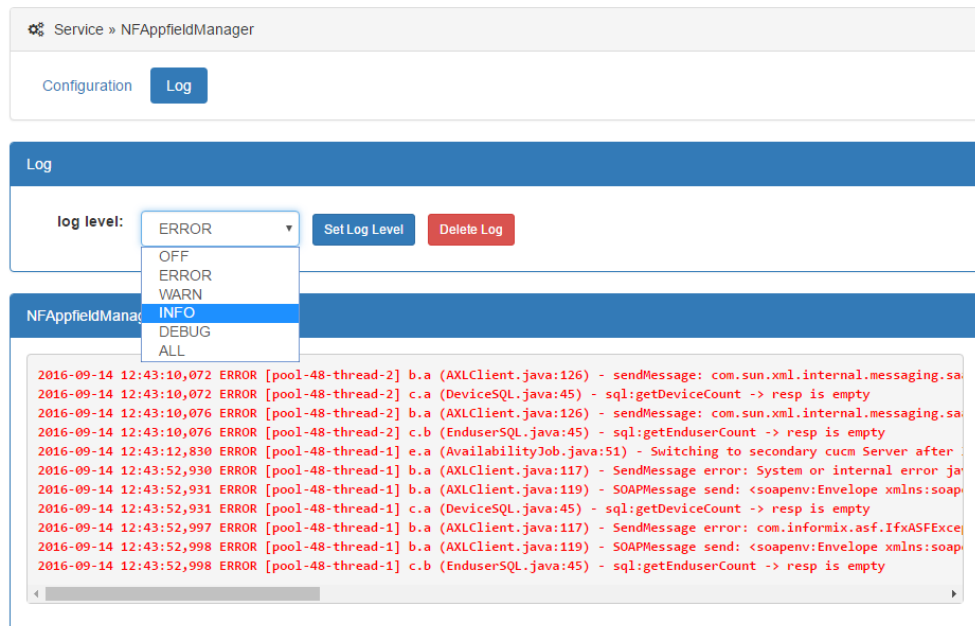 Service » NFAppfieldManager
Configuration Log
Log
log level: ERROR Set Log Level Delete Log
OFF
ERROR
WARN
INFO
DEBUG
ALL
NFAppfieldManag
2016-09-14 12:43:10,072 ERROR [pool-48-thread-2] b.a (AXLClient.java:126) - sendMessage: com.sun.xml.internal.messaging.saa
2016-09-14 12:43:10,072 ERROR [pool-48-thread-2] c.a (DeviceSQL.java:45) - sql:getDeviceCount -> resp is empty
2016-09-14 12:43:10,076 ERROR [pool-48-thread-2] b.a (AXLClient.java:126) - sendMessage: com.sun.xml.internal.messaging.saa
2016-09-14 12:43:10,076 ERROR [pool-48-thread-2] c.b (EnduserSQL.java:45) - sql:getEnduserCount -> resp is empty
2016-09-14 12:43:12,830 ERROR [pool-48-thread-1] e.a (AvailabilityJob.java:51) - Switching to secondary cucm Server after
2016-09-14 12:43:52,930 ERROR [pool-48-thread-1] b.a (AXLClient.java:117) - SendMessage error: System or internal error jav
2016-09-14 12:43:52,931 ERROR [pool-48-thread-1] b.a (AXLClient.java:119) - SOAPMessage send: <soapenv:Envelope xmlns:soape
2016-09-14 12:43:52,931 ERROR [pool-48-thread-1] c.a (DeviceSQL.java:45) - sql:getDeviceCount -> resp is empty
2016-09-14 12:43:52,997 ERROR [pool-48-thread-1] b.a (AXLClient.java:117) - SendMessage error: com.informix.asf.IfxASFExcep
2016-09-14 12:43:52,998 ERROR [pool-48-thread-1] b.a (AXLClient.java:119) - SOAPMessage send: <soapenv:Envelope xmlns:soape
2016-09-14 12:43:52,998 ERROR [pool-48-thread-1] c.b (EnduserSQL.java:45) - sql:getEnduserCount -> resp is empty